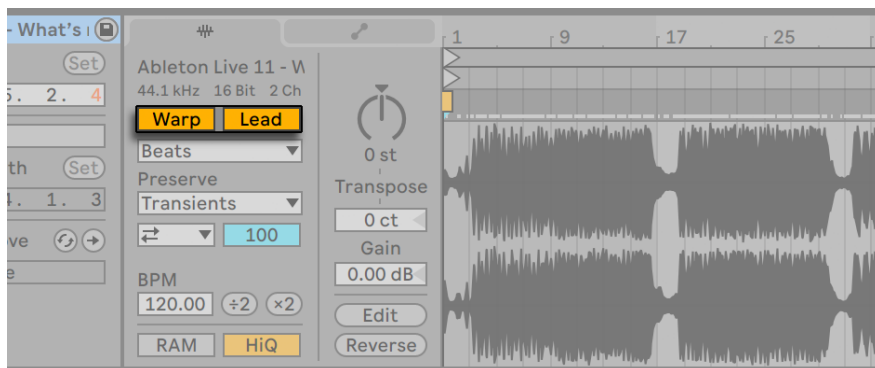 - What's
1 9 17 25
Set
Ableton Live 11 - W
44.1 kHz 16 Bit 2 Ch
5. 2. 4
Warp Lead
Beats
0 st
th Set
Preserve
Transpose
4. 1. 3
Transients
0 ct
100
ve
Gain
e
BPM
0.00 dB
120.00 ÷2 ×2
Edit
RAM HiQ
Reverse